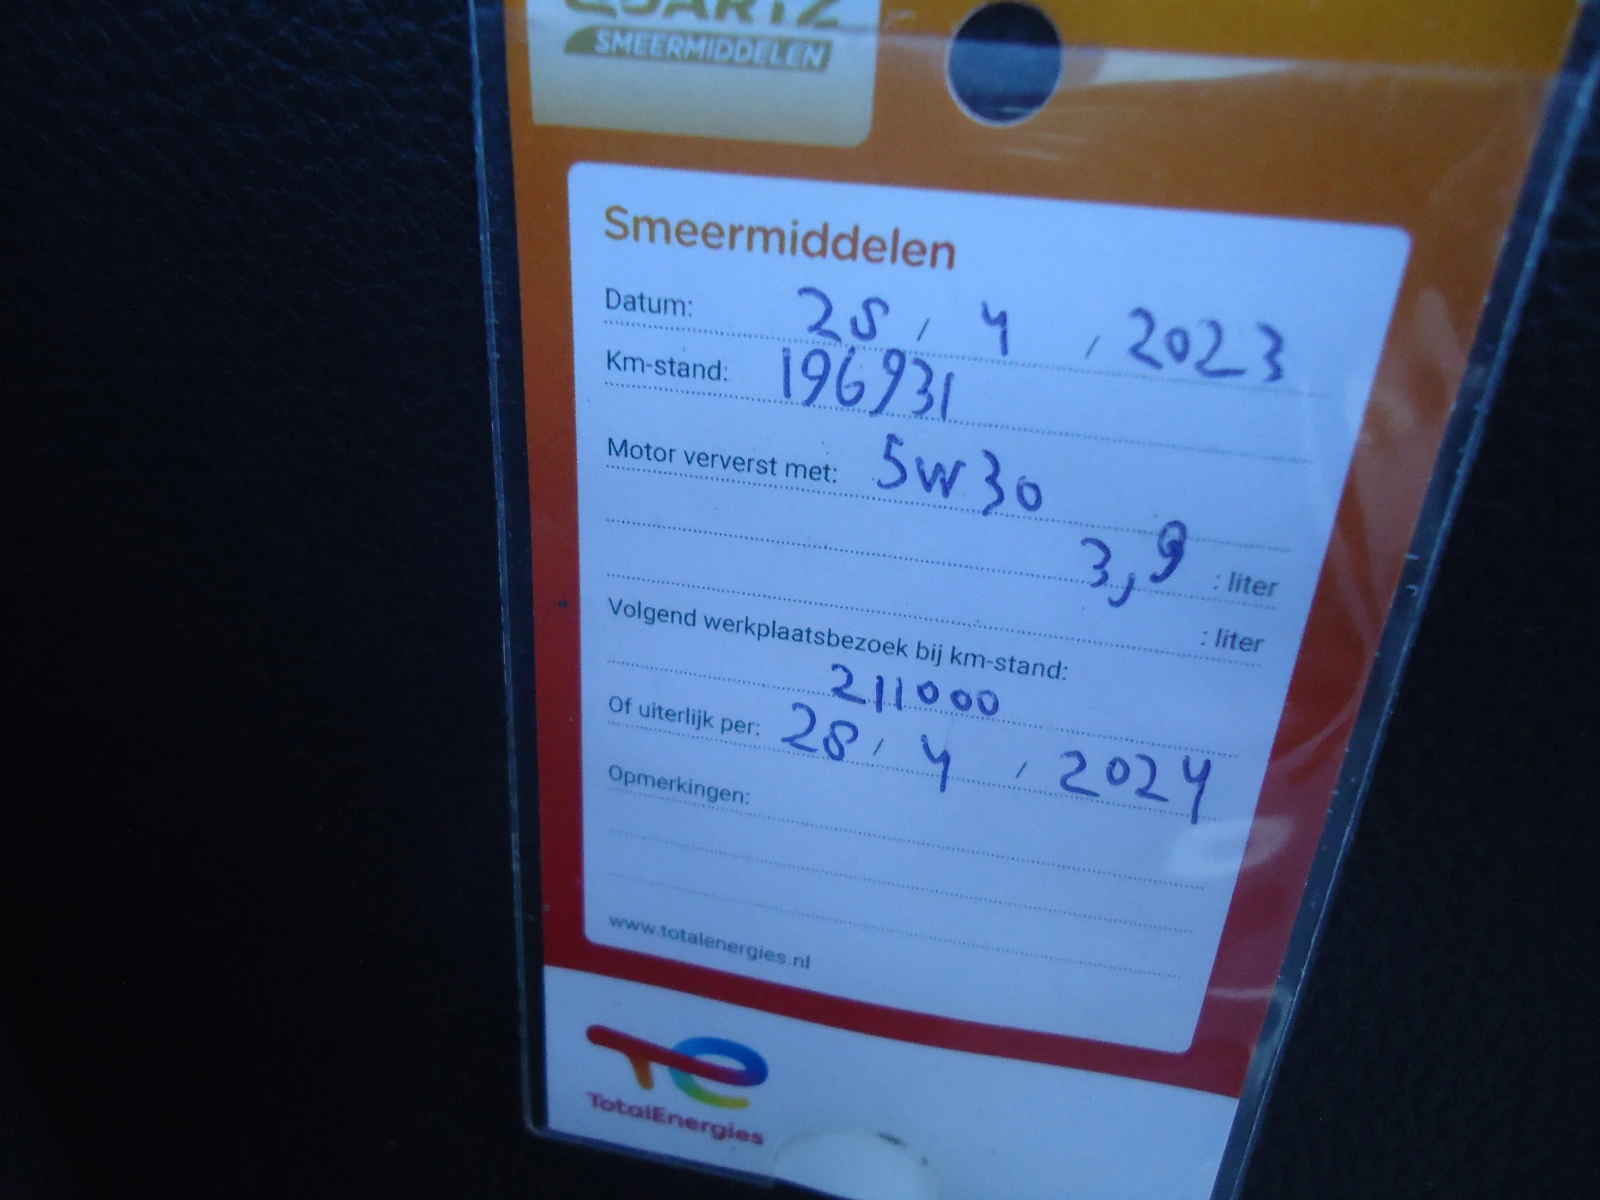 QUARTZ
SMEERMIDDELEN
Smeermiddelen
Datum: 28 / 4 / 2023
Km-stand: 196931
Motor ververst met: 5W30
3,9 : liter
: liter
Volgend werkplaatsbezoek bij km-stand:
211000
Of uiterlijk per: 28 / 4 / 2024
Opmerkingen:
www.totalenergies.nl
TotalEnergies